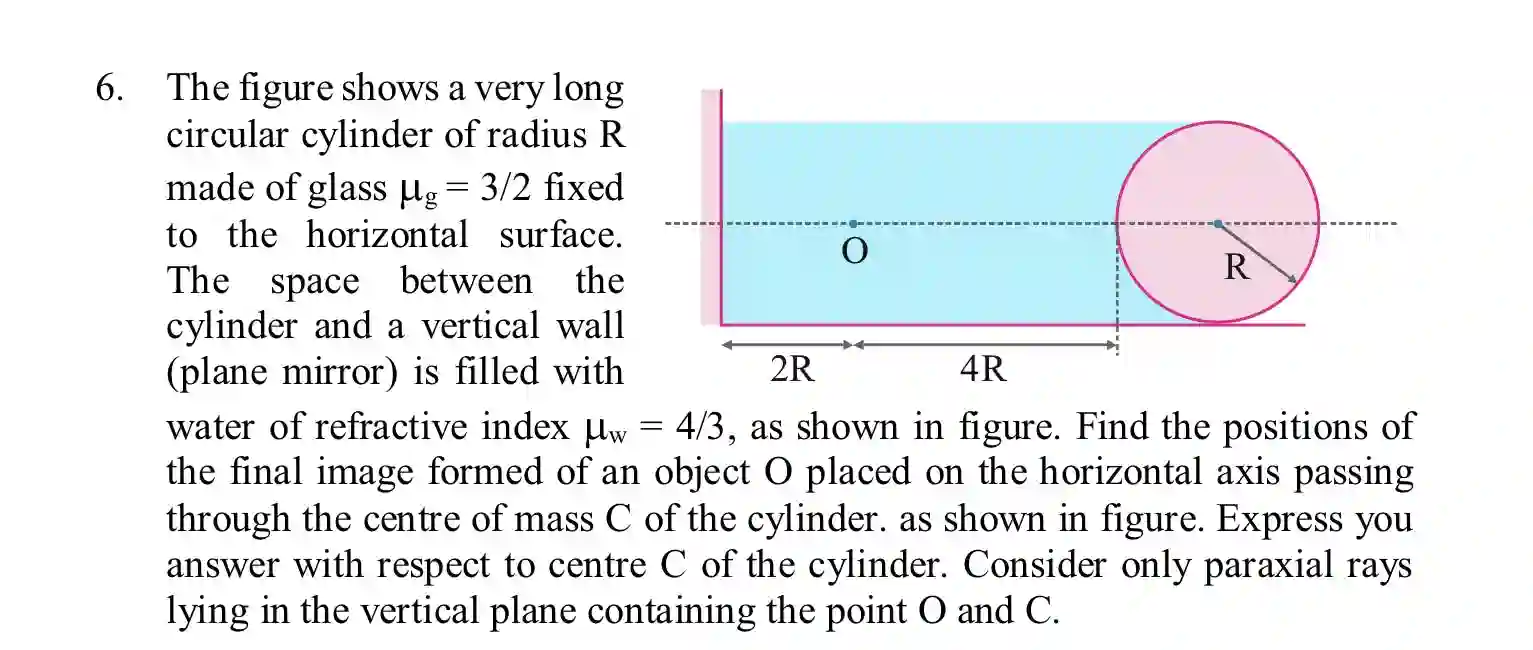 6. The figure shows a very long
circular cylinder of radius R
made of glass μg = 3/2 fixed
to the horizontal surface.
The space between the
cylinder and a vertical wall
(plane mirror) is filled with
water of refractive index μw = 4/3, as shown in figure. Find the positions of
the final image formed of an object O placed on the horizontal axis passing
through the centre of mass C of the cylinder. as shown in figure. Express you
answer with respect to centre C of the cylinder. Consider only paraxial rays
lying in the vertical plane containing the point O and C.
O
R
2R
4R